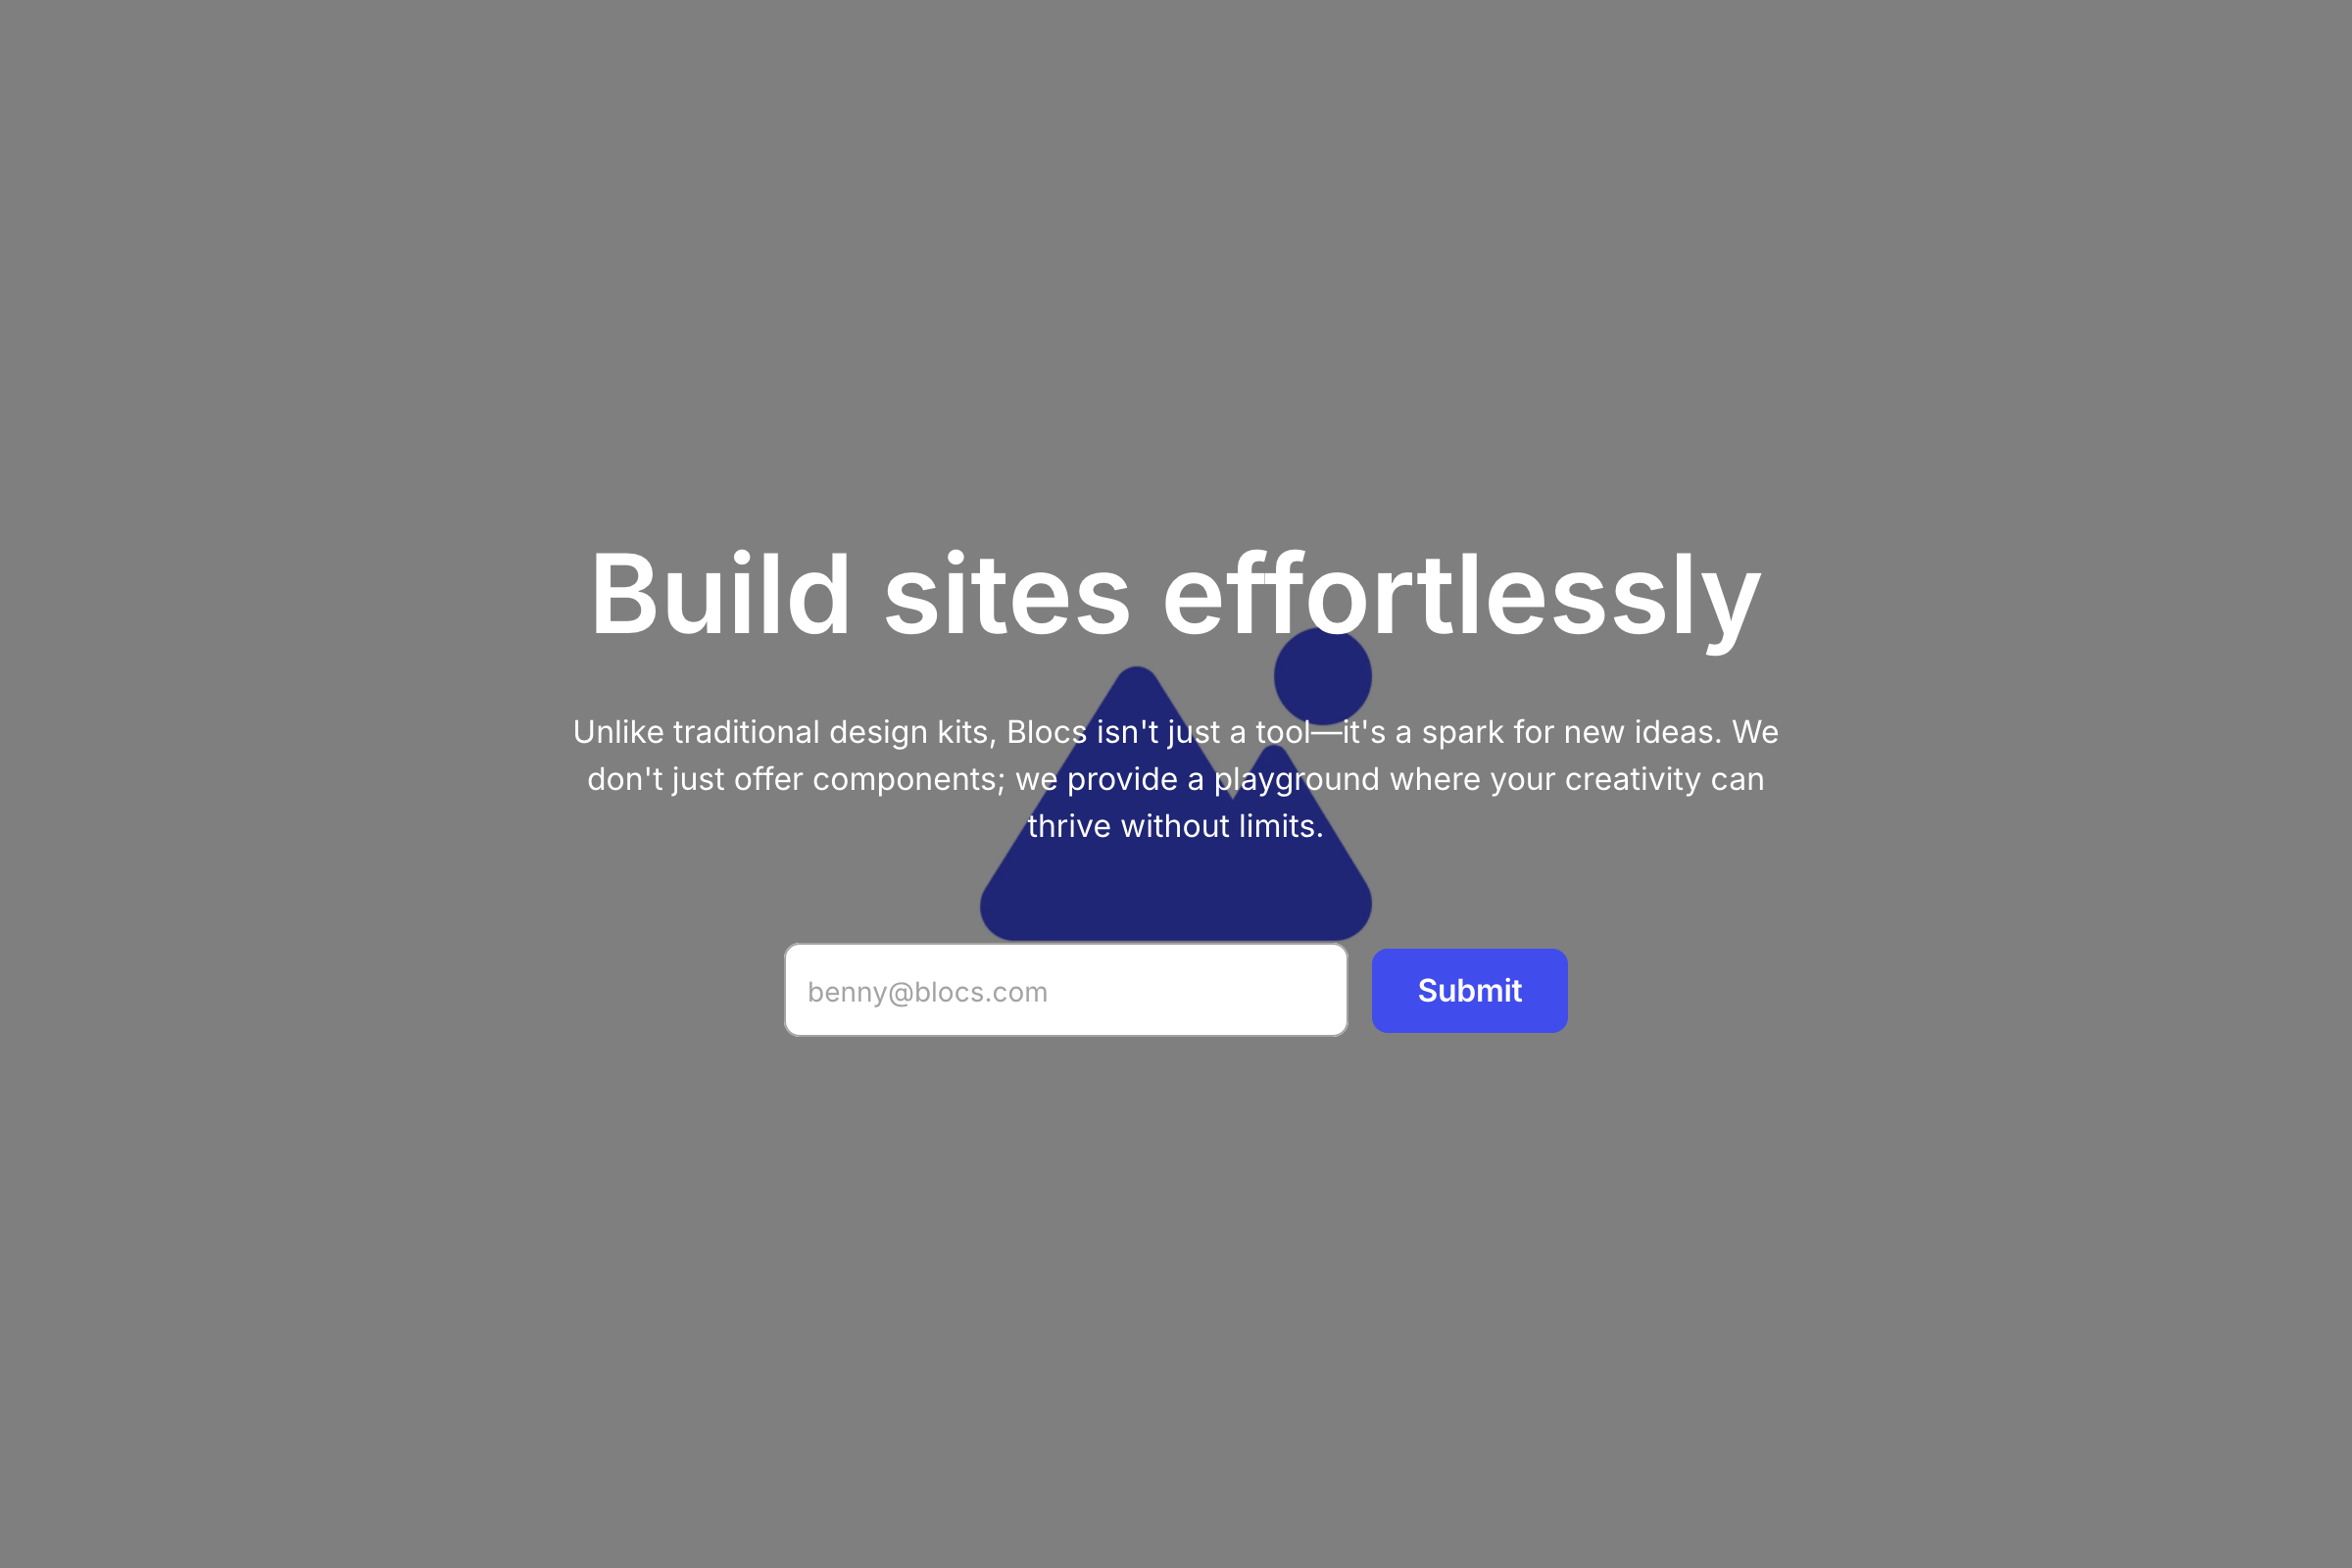 Build sites effortlessly
Unlike traditional design kits, Blocs isn't just a tool—it's a spark for new ideas. We
don't just offer components; we provide a playground where your creativity can
thrive without limits.
benny@blocs.com
Submit